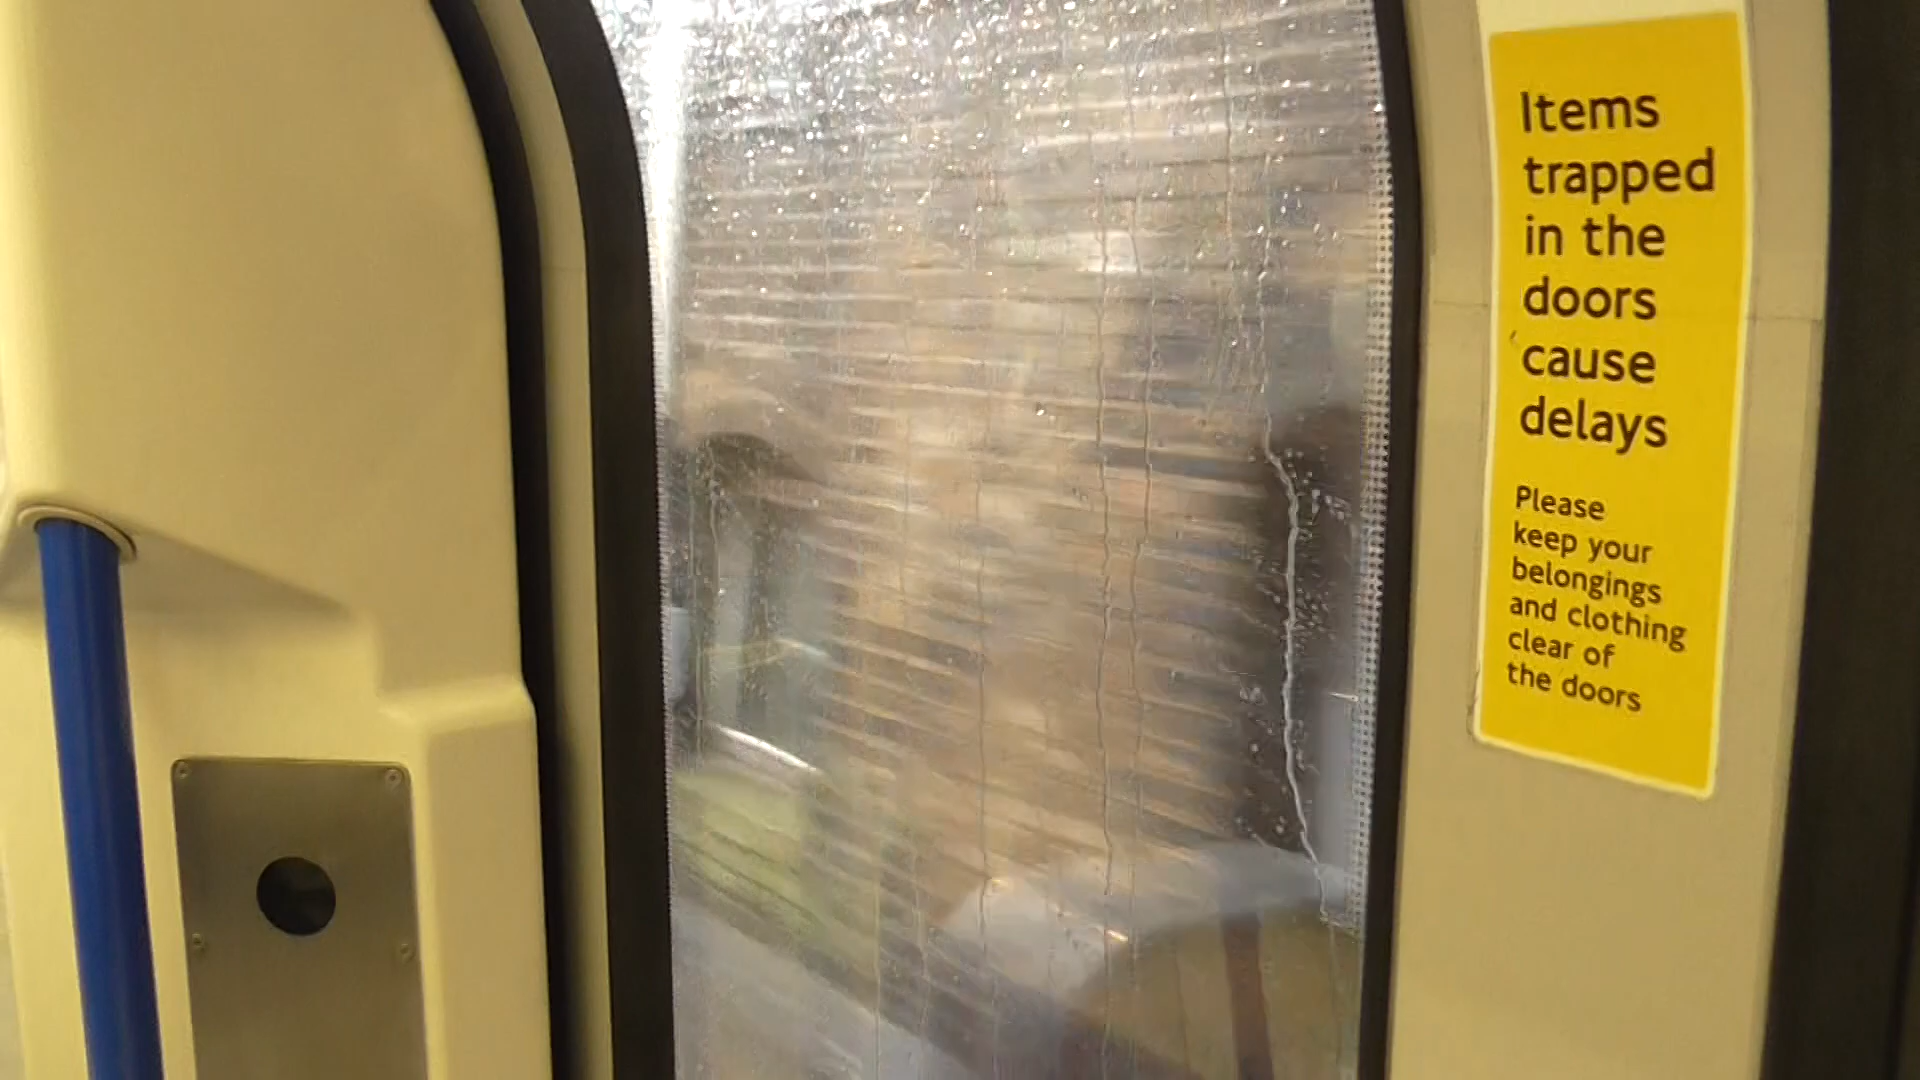 Items
trapped
in the
doors
cause
delays
Please
keep your
belongings
and clothing
clear of
the doors